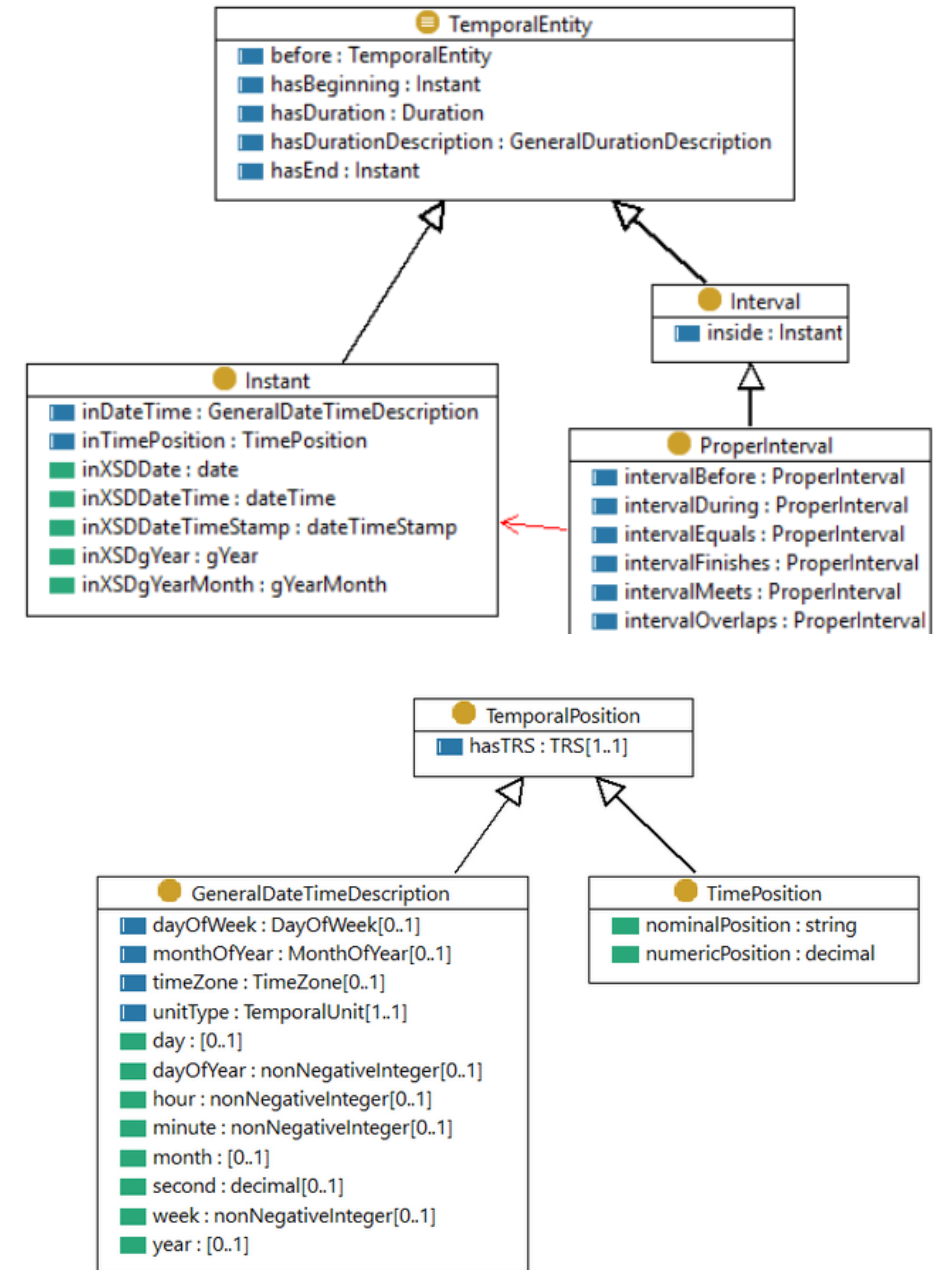 TemporalEntity
before : TemporalEntity
hasBeginning : Instant
hasDuration : Duration
hasDurationDescription : GeneralDurationDescription
hasEnd : Instant
Interval
inside : Instant
Instant
inDateTime : GeneralDateTimeDescription
inTimePosition : TimePosition
inXSDDate : date
inXSDDateTime : dateTime
inXSDDateTimeStamp : dateTimeStamp
inXSDgYear : gYear
inXSDgYearMonth : gYearMonth
ProperInterval
intervalBefore : ProperInterval
intervalDuring : ProperInterval
intervalEquals : ProperInterval
intervalFinishes : ProperInterval
intervalMeets : ProperInterval
intervalOverlaps : ProperInterval
TemporalPosition
hasTRS : TRS[1..1]
GeneralDateTimeDescription
dayOfWeek : DayOfWeek[0..1]
monthOfYear : MonthOfYear[0..1]
timeZone : TimeZone[0..1]
unitType : TemporalUnit[1..1]
day : [0..1]
dayOfYear : nonNegativeInteger[0..1]
hour : nonNegativeInteger[0..1]
minute : nonNegativeInteger[0..1]
month : [0..1]
second : decimal[0..1]
week : nonNegativeInteger[0..1]
year : [0..1]
TimePosition
nominalPosition : string
numericPosition : decimal